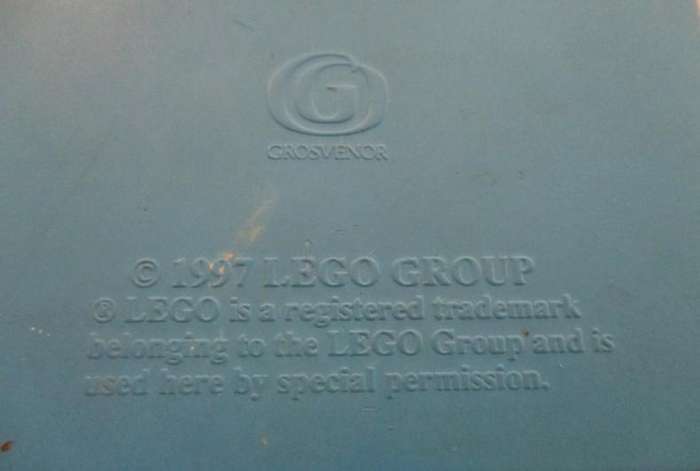 G
GROSVENOR
© 1997 LEGO GROUP
® LEGO is a registered trademark
belonging to the LEGO Group and is
used here by special permission.